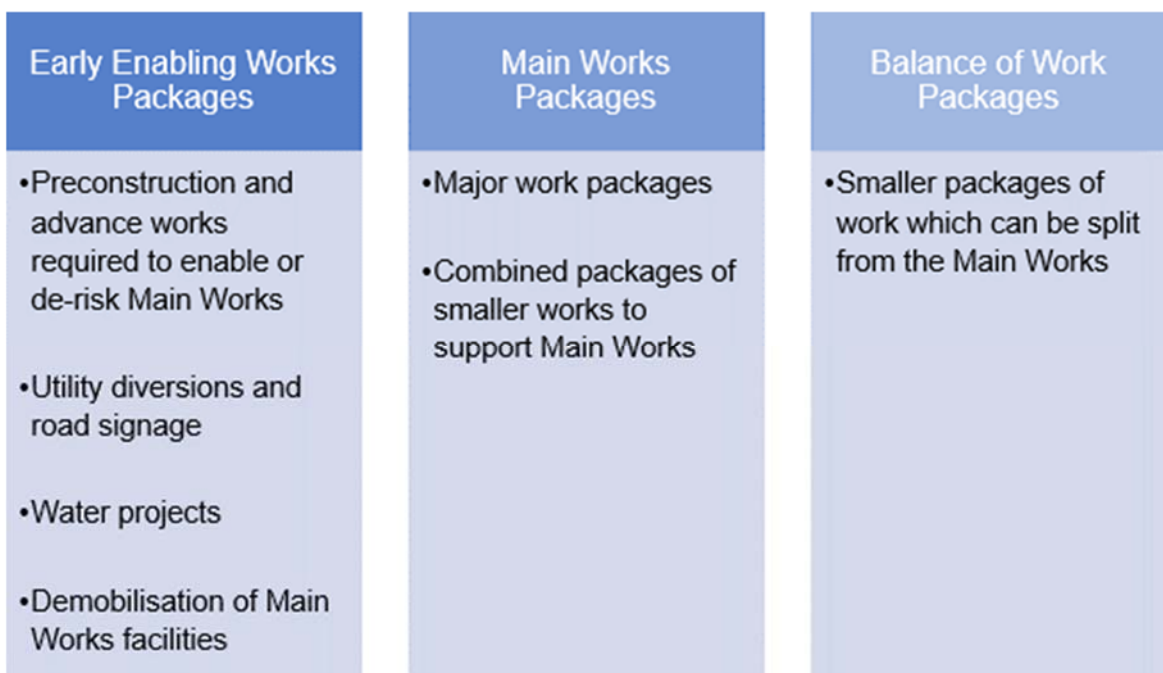 Early Enabling Works
Packages
•Preconstruction and
advance works
required to enable or
de-risk Main Works
•Utility diversions and
road signage
•Water projects
•Demobilisation of Main
Works facilities
Main Works
Packages
•Major work packages
•Combined packages of
smaller works to
support Main Works
Balance of Work
Packages
•Smaller packages of
work which can be split
from the Main Works